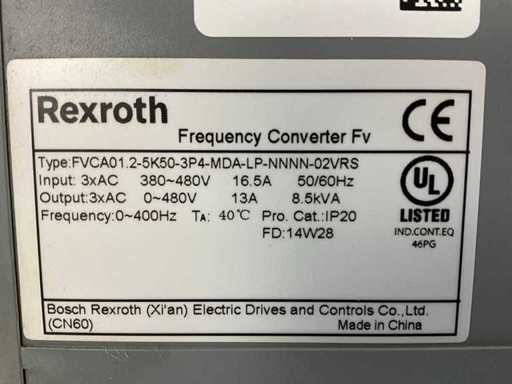 Rexroth
Frequency Converter Fv
Type:FVCA01.2-5K50-3P4-MDA-LP-NNNN-02VRS
Input: 3xAC 380~480V 16.5A 50/60Hz
Output:3xAC 0~480V 13A 8.5kVA
Frequency:0~400Hz TA: 40℃ Pro. Cat.:IP20
FD:14W28
CE
UL
LISTED
IND.CONT.EQ
46PG
Bosch Rexroth (Xi'an) Electric Drives and Controls Co.,Ltd.
(CN60) Made in China